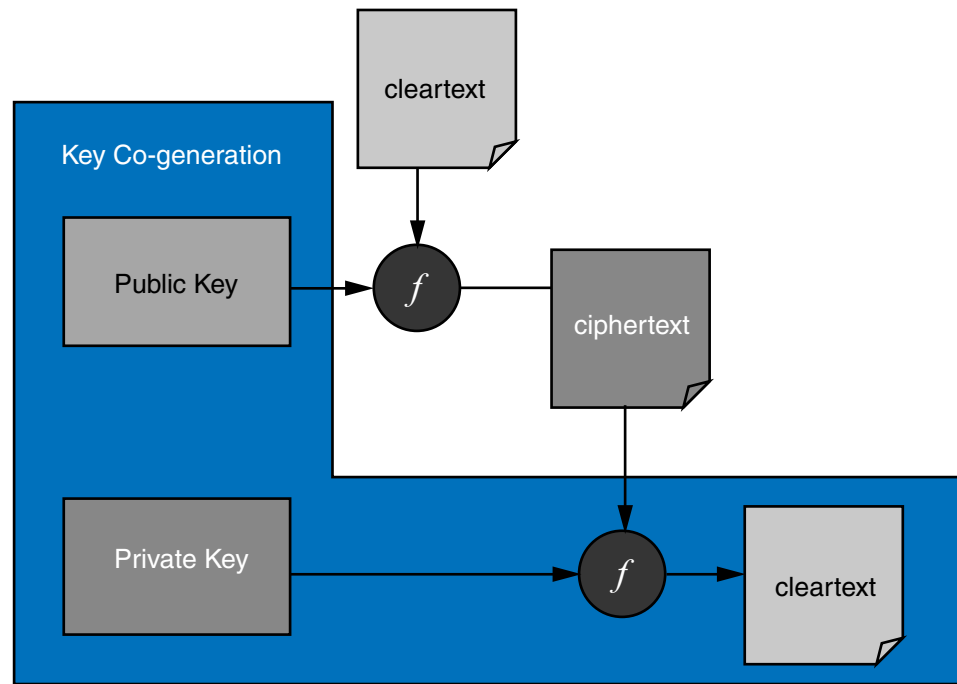 cleartext
Key Co-generation
Public Key
f
ciphertext
Private Key
f
cleartext